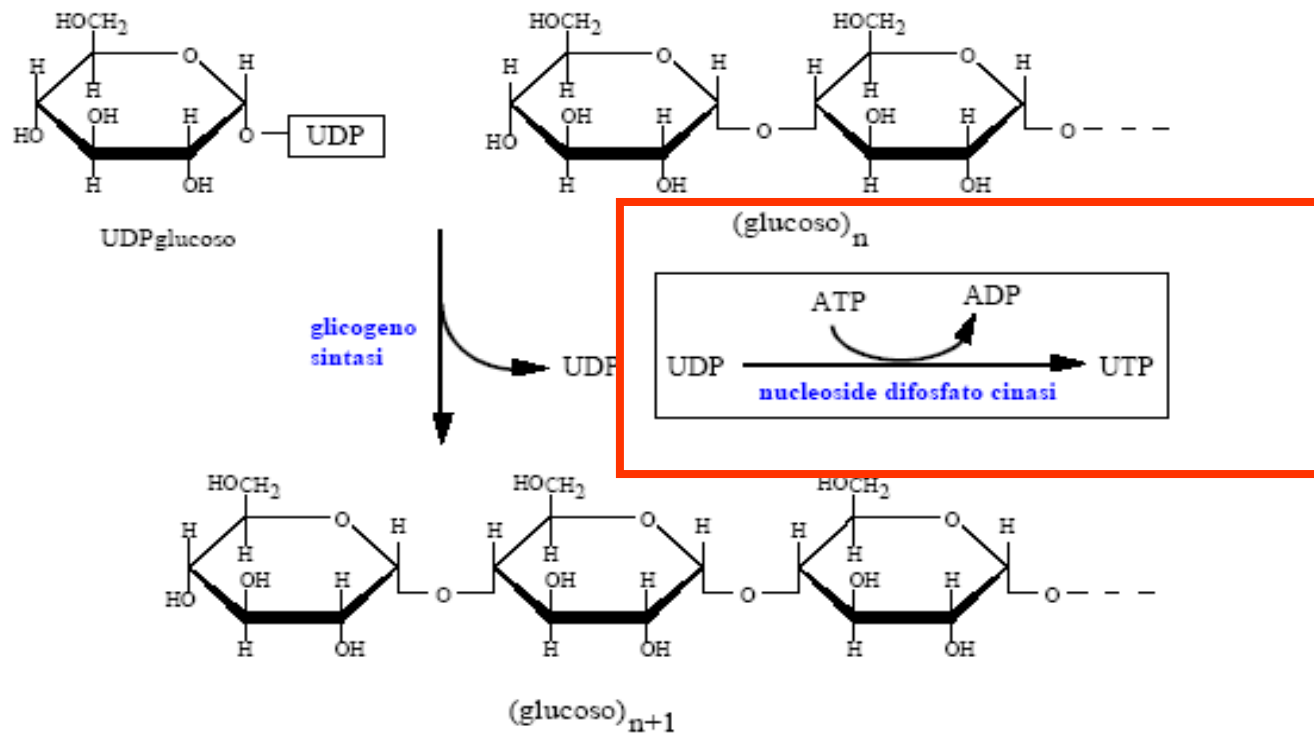 HOCH2 HOCH2 HOCH2
O O O
H H H H H H
H H H
OH H OH H OH H
HO O UDP HO O O
H OH H OH H OH
UDPglucoso
(glucoso)n
ATP ADP
glicogeno
sintasi
UDP
UDP UTP
nucleoside difosfato cinasi
HOCH2 HOCH2 HOCH2
O O O
H H H H H H
H H H
OH H OH H OH H
HO O O O
H OH H OH H OH
(glucoso)n+1